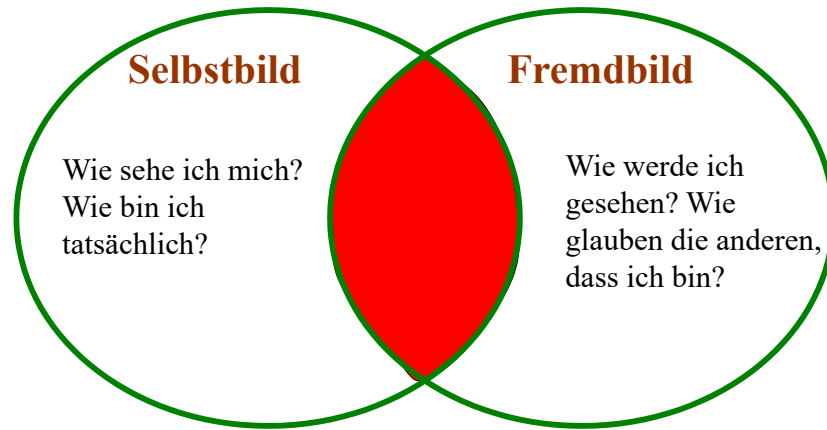 Selbstbild
Wie sehe ich mich?
Wie bin ich
tatsächlich?
Fremdbild
Wie werde ich
gesehen? Wie
glauben die anderen,
dass ich bin?